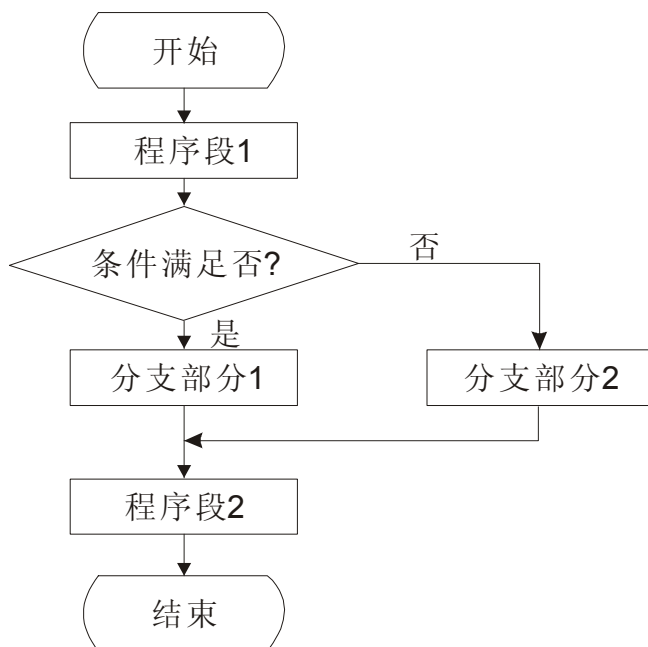 开始
程序段1
条件满足否?
否
是
分支部分1
分支部分2
程序段2
结束